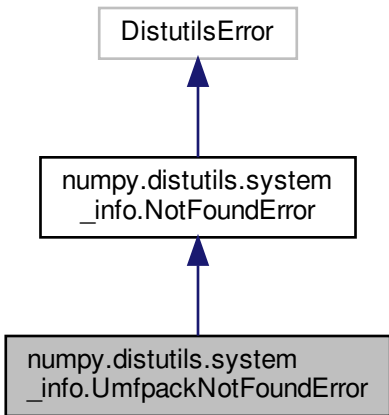 DistutilsError
numpy.distutils.system
_info.NotFoundError
numpy.distutils.system
_info.UmfpackNotFoundError